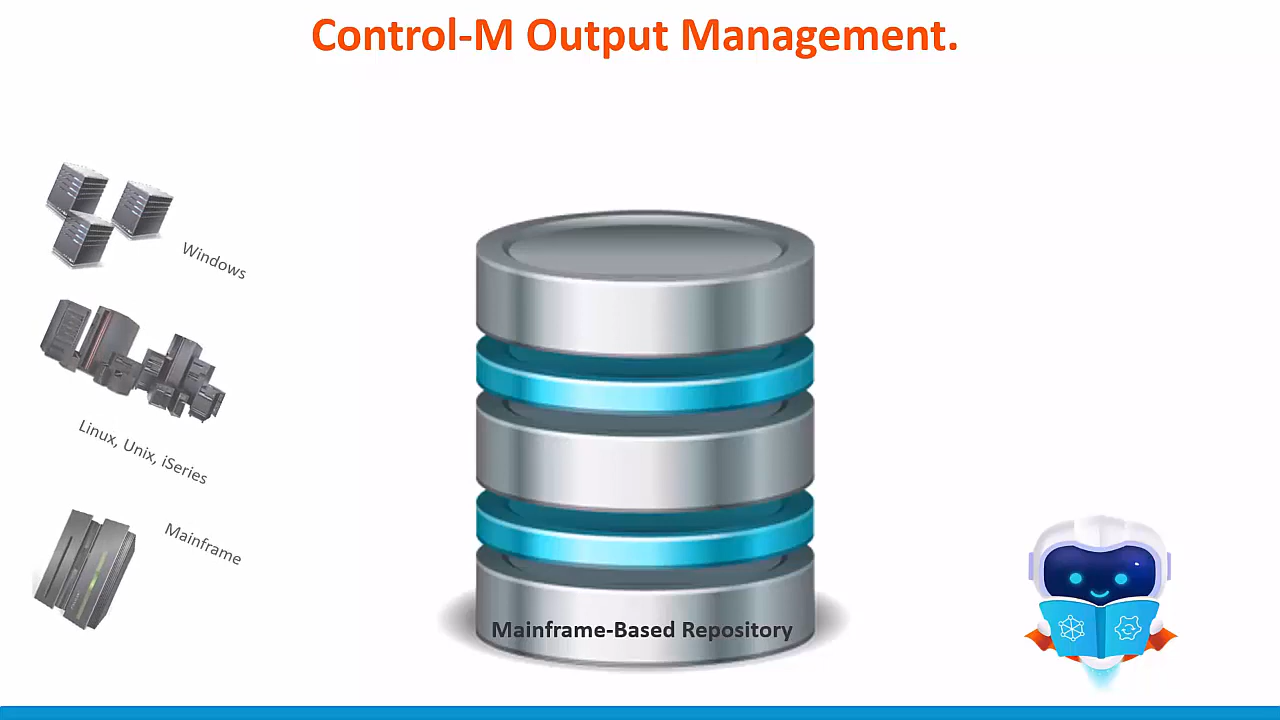 Control-M Output Management.
Windows
Linux, Unix, iSeries
Mainframe
Mainframe-Based Repository